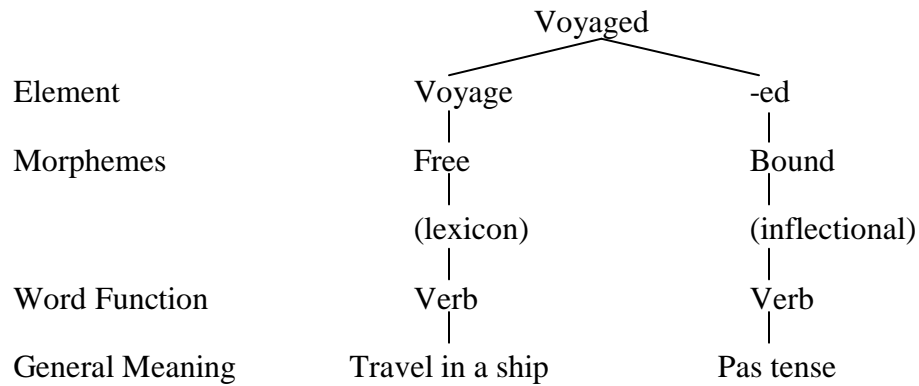 Voyaged
Element Voyage -ed
Morphemes Free Bound
(lexicon) (inflectional)
Word Function Verb Verb
General Meaning Travel in a ship Pas tense